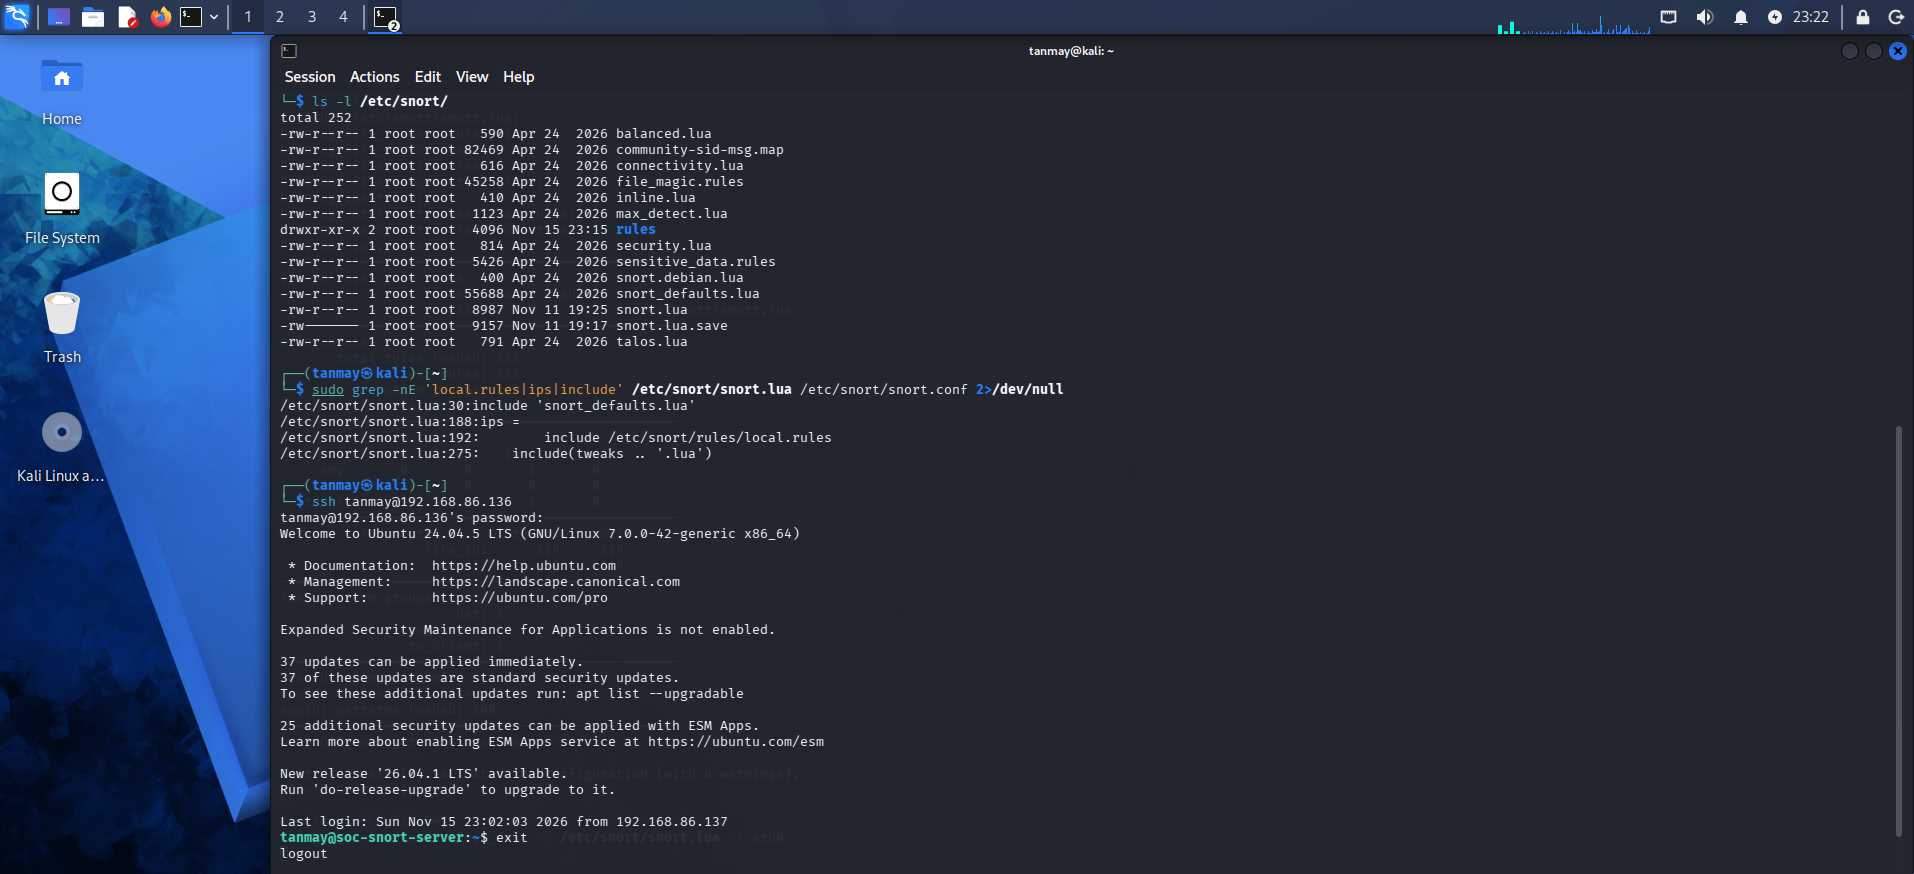 1 2 3 4
2
23:22
tanmay@kali: ~
Session Actions Edit View Help
Home
File System
Trash
Kali Linux a...
└─$ ls -l /etc/snort/
total 252
-rw-r--r-- 1 root root 590 Apr 24 2026 balanced.lua
-rw-r--r-- 1 root root 82469 Apr 24 2026 community-sid-msg.map
-rw-r--r-- 1 root root 616 Apr 24 2026 connectivity.lua
-rw-r--r-- 1 root root 45258 Apr 24 2026 file_magic.rules
-rw-r--r-- 1 root root 410 Apr 24 2026 inline.lua
-rw-r--r-- 1 root root 1123 Apr 24 2026 max_detect.lua
drwxr-xr-x 2 root root 4096 Nov 15 23:15 rules
-rw-r--r-- 1 root root 814 Apr 24 2026 security.lua
-rw-r--r-- 1 root root 5426 Apr 24 2026 sensitive_data.rules
-rw-r--r-- 1 root root 400 Apr 24 2026 snort.debian.lua
-rw-r--r-- 1 root root 55688 Apr 24 2026 snort_defaults.lua
-rw-r--r-- 1 root root 8987 Nov 11 19:25 snort.lua
-rw------- 1 root root 9157 Nov 11 19:17 snort.lua.save
-rw-r--r-- 1 root root 791 Apr 24 2026 talos.lua
┌──(tanmay㉿kali)-[~]
└─$ sudo grep -nE 'local.rules|ips|include' /etc/snort/snort.lua /etc/snort/snort.conf 2>/dev/null
/etc/snort/snort.lua:30:include 'snort_defaults.lua'
/etc/snort/snort.lua:188:ips =
/etc/snort/snort.lua:192: include /etc/snort/rules/local.rules
/etc/snort/snort.lua:275: include(tweaks .. '.lua')
┌──(tanmay㉿kali)-[~]
└─$ ssh tanmay@192.168.86.136
tanmay@192.168.86.136's password:
Welcome to Ubuntu 24.04.5 LTS (GNU/Linux 7.0.0-42-generic x86_64)
* Documentation: https://help.ubuntu.com
* Management: https://landscape.canonical.com
* Support: https://ubuntu.com/pro
Expanded Security Maintenance for Applications is not enabled.
37 updates can be applied immediately.
37 of these updates are standard security updates.
To see these additional updates run: apt list --upgradable
25 additional security updates can be applied with ESM Apps.
Learn more about enabling ESM Apps service at https://ubuntu.com/esm
New release '26.04.1 LTS' available.
Run 'do-release-upgrade' to upgrade to it.
Last login: Sun Nov 15 23:02:03 2026 from 192.168.86.137
tanmay@soc-snort-server:~$ exit
logout